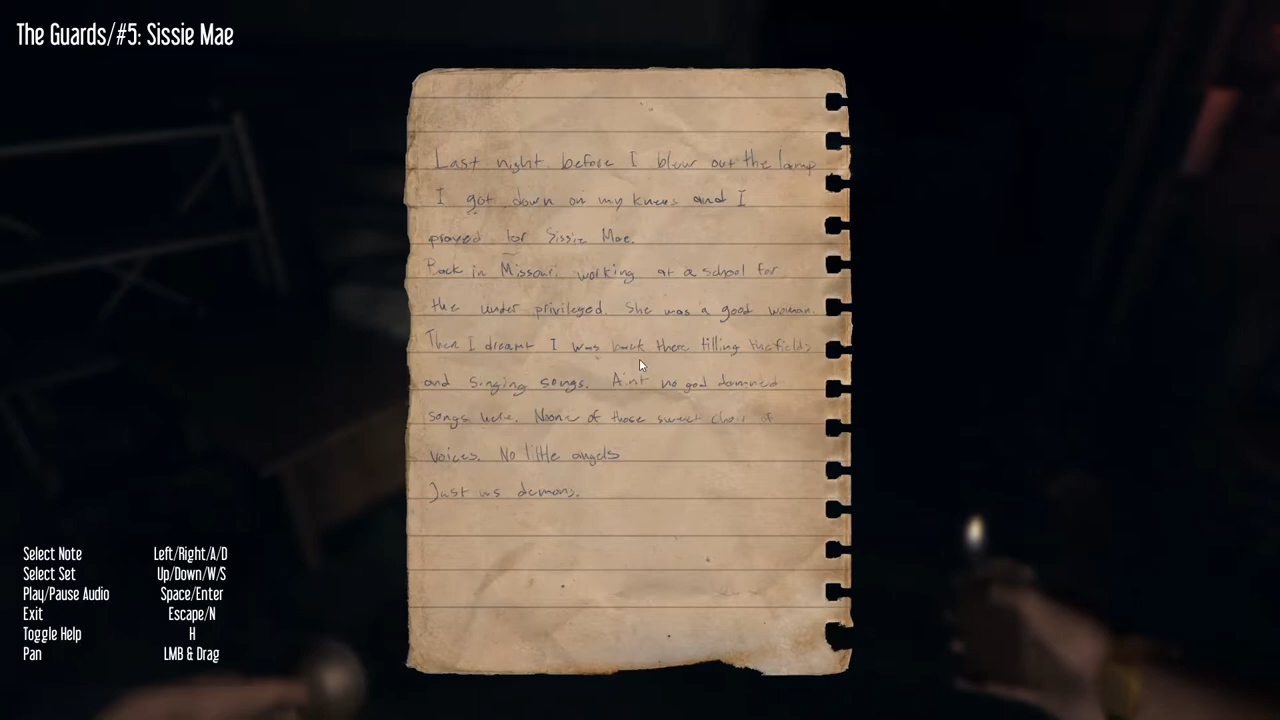 The Guards/#5: Sissie Mae
Last night before I blew out the lamp
I got down on my knees and I
prayed for Sissie Mae.
Back in Missouri working at a school for
the under privileged. She was a good woman.
Then I dreamt I was back there tilling the fields
and singing songs. Ain't no god damned
songs here. Noone of those sweet choir of
voices. No little angels
Just us demons.
Select Note Left/Right/A/D
Select Set Up/Down/W/S
Play/Pause Audio Space/Enter
Exit Escape/N
Toggle Help H
Pan LMB & Drag